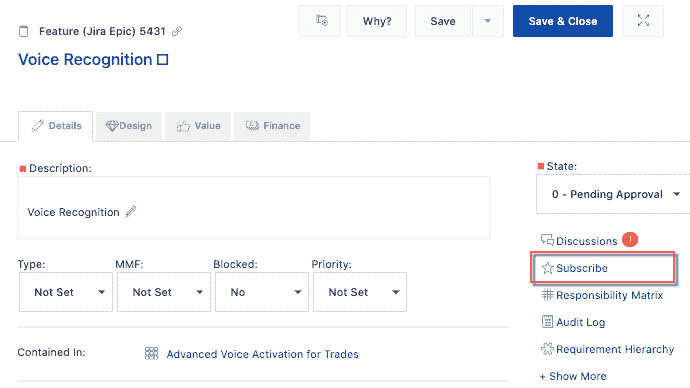 Feature (Jira Epic) 5431
Why?
Save
Save & Close
Voice Recognition
Details
Design
Value
Finance
Description:
State:
Voice Recognition
0 - Pending Approval
Discussions 1
Subscribe
Type:
MMF:
Blocked:
Priority:
Not Set
Not Set
No
Not Set
Responsibility Matrix
Audit Log
Contained In:
Advanced Voice Activation for Trades
Requirement Hierarchy
+ Show More